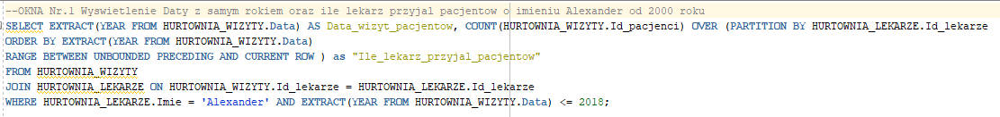 --OKNA Nr.1 Wyswietlenie Daty z samym rokiem oraz ile lekarz przyjal pacjentow o imieniu Alexander od 2000 roku
SELECT EXTRACT(YEAR FROM HURTOWNIA_WIZYTY.Data) AS Data_wizyt_pacjentow, COUNT(HURTOWNIA_WIZYTY.Id_pacjenci) OVER (PARTITION BY HURTOWNIA_LEKARZE.Id_lekarze
ORDER BY EXTRACT(YEAR FROM HURTOWNIA_WIZYTY.Data)
RANGE BETWEEN UNBOUNDED PRECEDING AND CURRENT ROW ) as "Ile_lekarz_przyjal_pacjentow"
FROM HURTOWNIA_WIZYTY
JOIN HURTOWNIA_LEKARZE ON HURTOWNIA_WIZYTY.Id_lekarze = HURTOWNIA_LEKARZE.Id_lekarze
WHERE HURTOWNIA_LEKARZE.Imie = 'Alexander' AND EXTRACT(YEAR FROM HURTOWNIA_WIZYTY.Data) <= 2018;